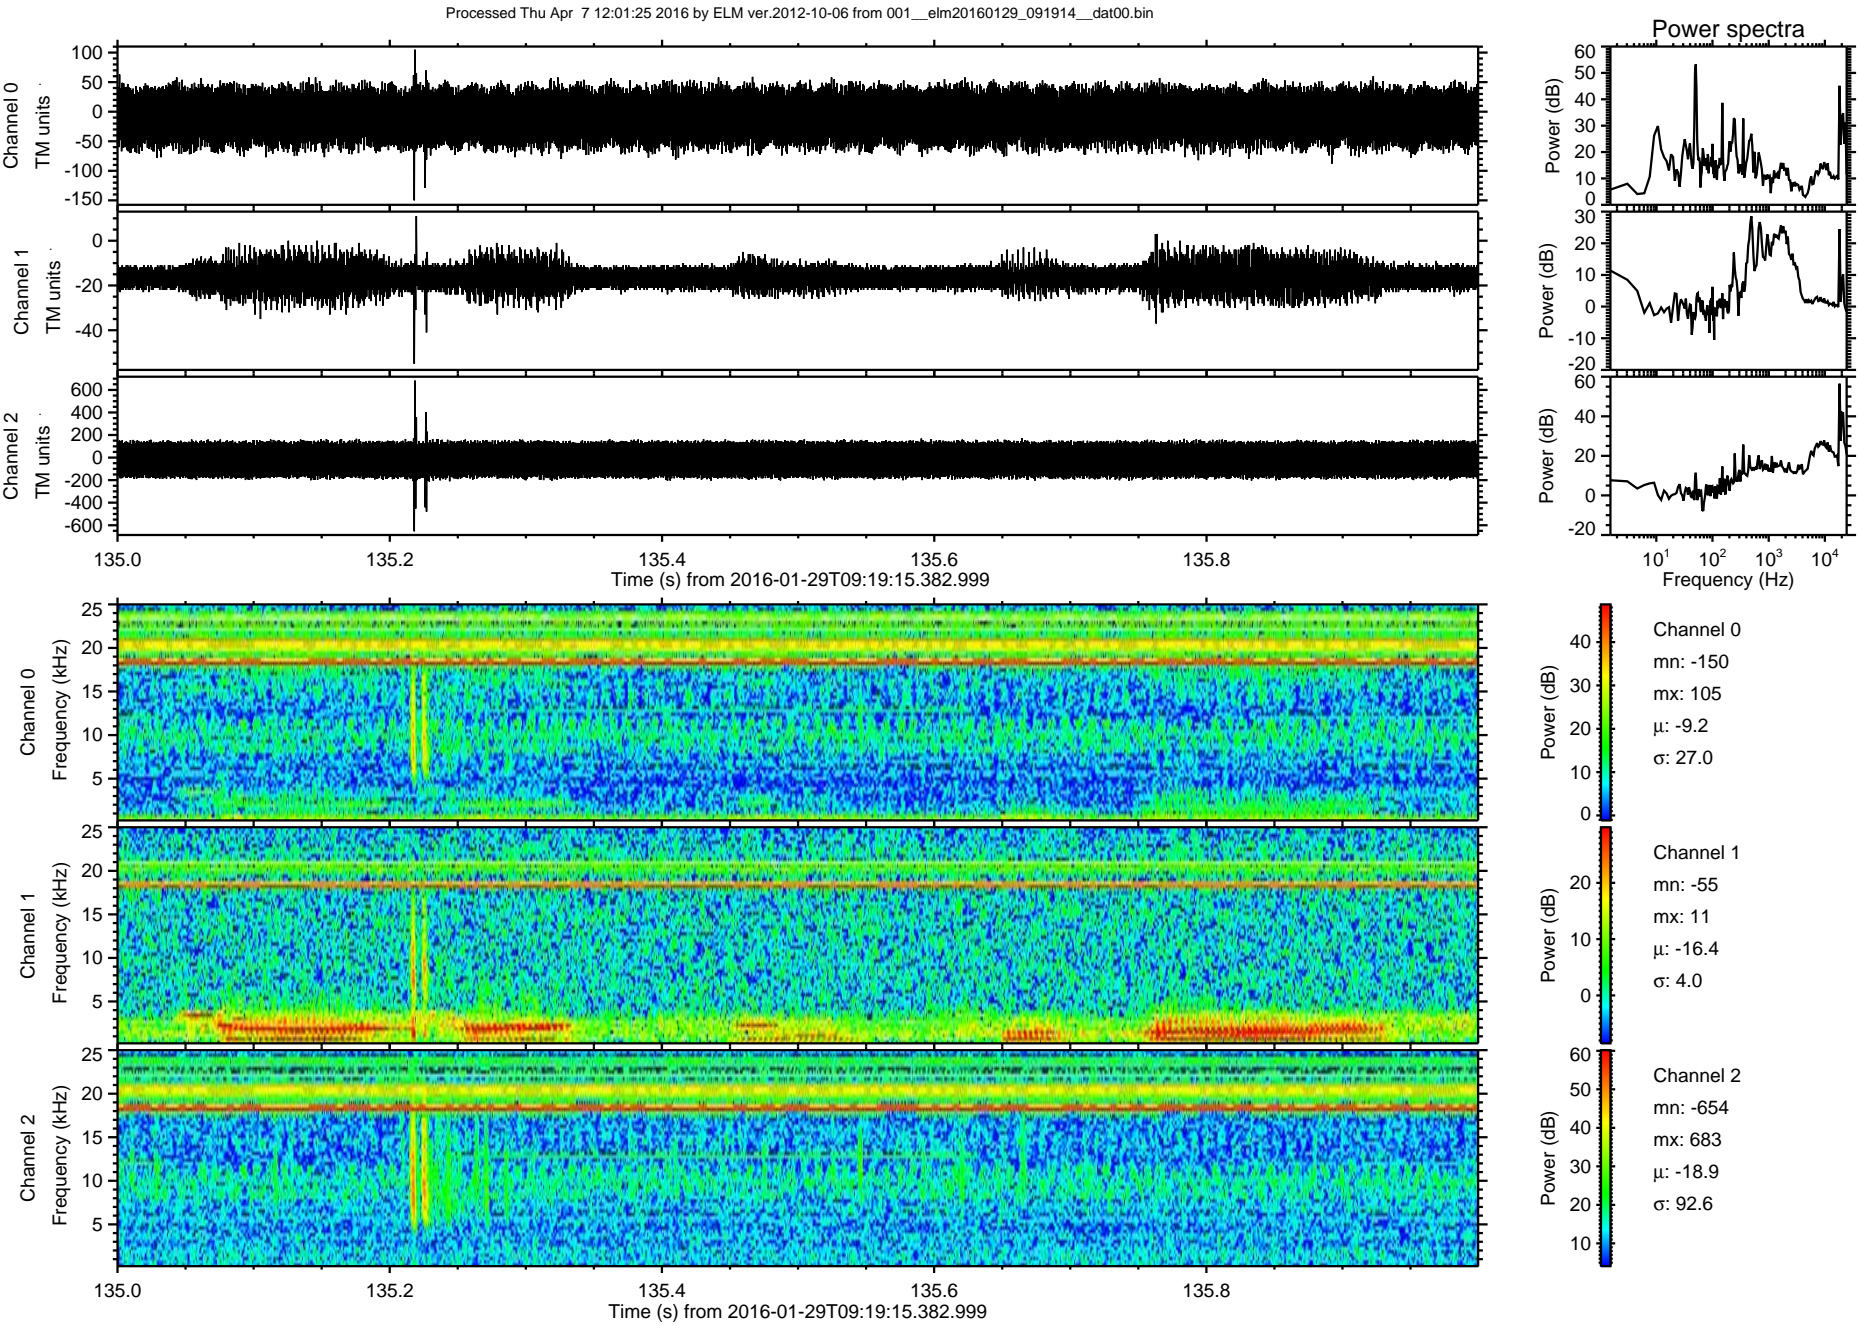 Processed Thu Apr  7 12:01:25 2016 by ELM ver.2012-10-06 from 001__elm20160129_091914__dat00.bin
Power spectra
Channel 0
TM units
100
50
0
-50
-100
-150
Power (dB)
60
50
40
30
20
10
0
Channel 1
TM units
0
-20
-40
Power (dB)
30
20
10
0
-10
-20
Channel 2
TM units
600
400
200
0
-200
-400
-600
Power (dB)
60
40
20
0
-20
135.0 135.2 135.4 135.6 135.8
Time (s) from 2016-01-29T09:19:15.382.999
10^1 10^2 10^3 10^4
Frequency (Hz)
Channel 0
Frequency (kHz)
25
20
15
10
5
Power (dB)
40
30
20
10
0
Channel 0
mn: -150
mx: 105
μ: -9.2
σ: 27.0
Channel 1
Frequency (kHz)
25
20
15
10
5
Power (dB)
20
10
0
Channel 1
mn: -55
mx: 11
μ: -16.4
σ: 4.0
Channel 2
Frequency (kHz)
25
20
15
10
5
Power (dB)
60
50
40
30
20
10
Channel 2
mn: -654
mx: 683
μ: -18.9
σ: 92.6
135.0 135.2 135.4 135.6 135.8
Time (s) from 2016-01-29T09:19:15.382.999